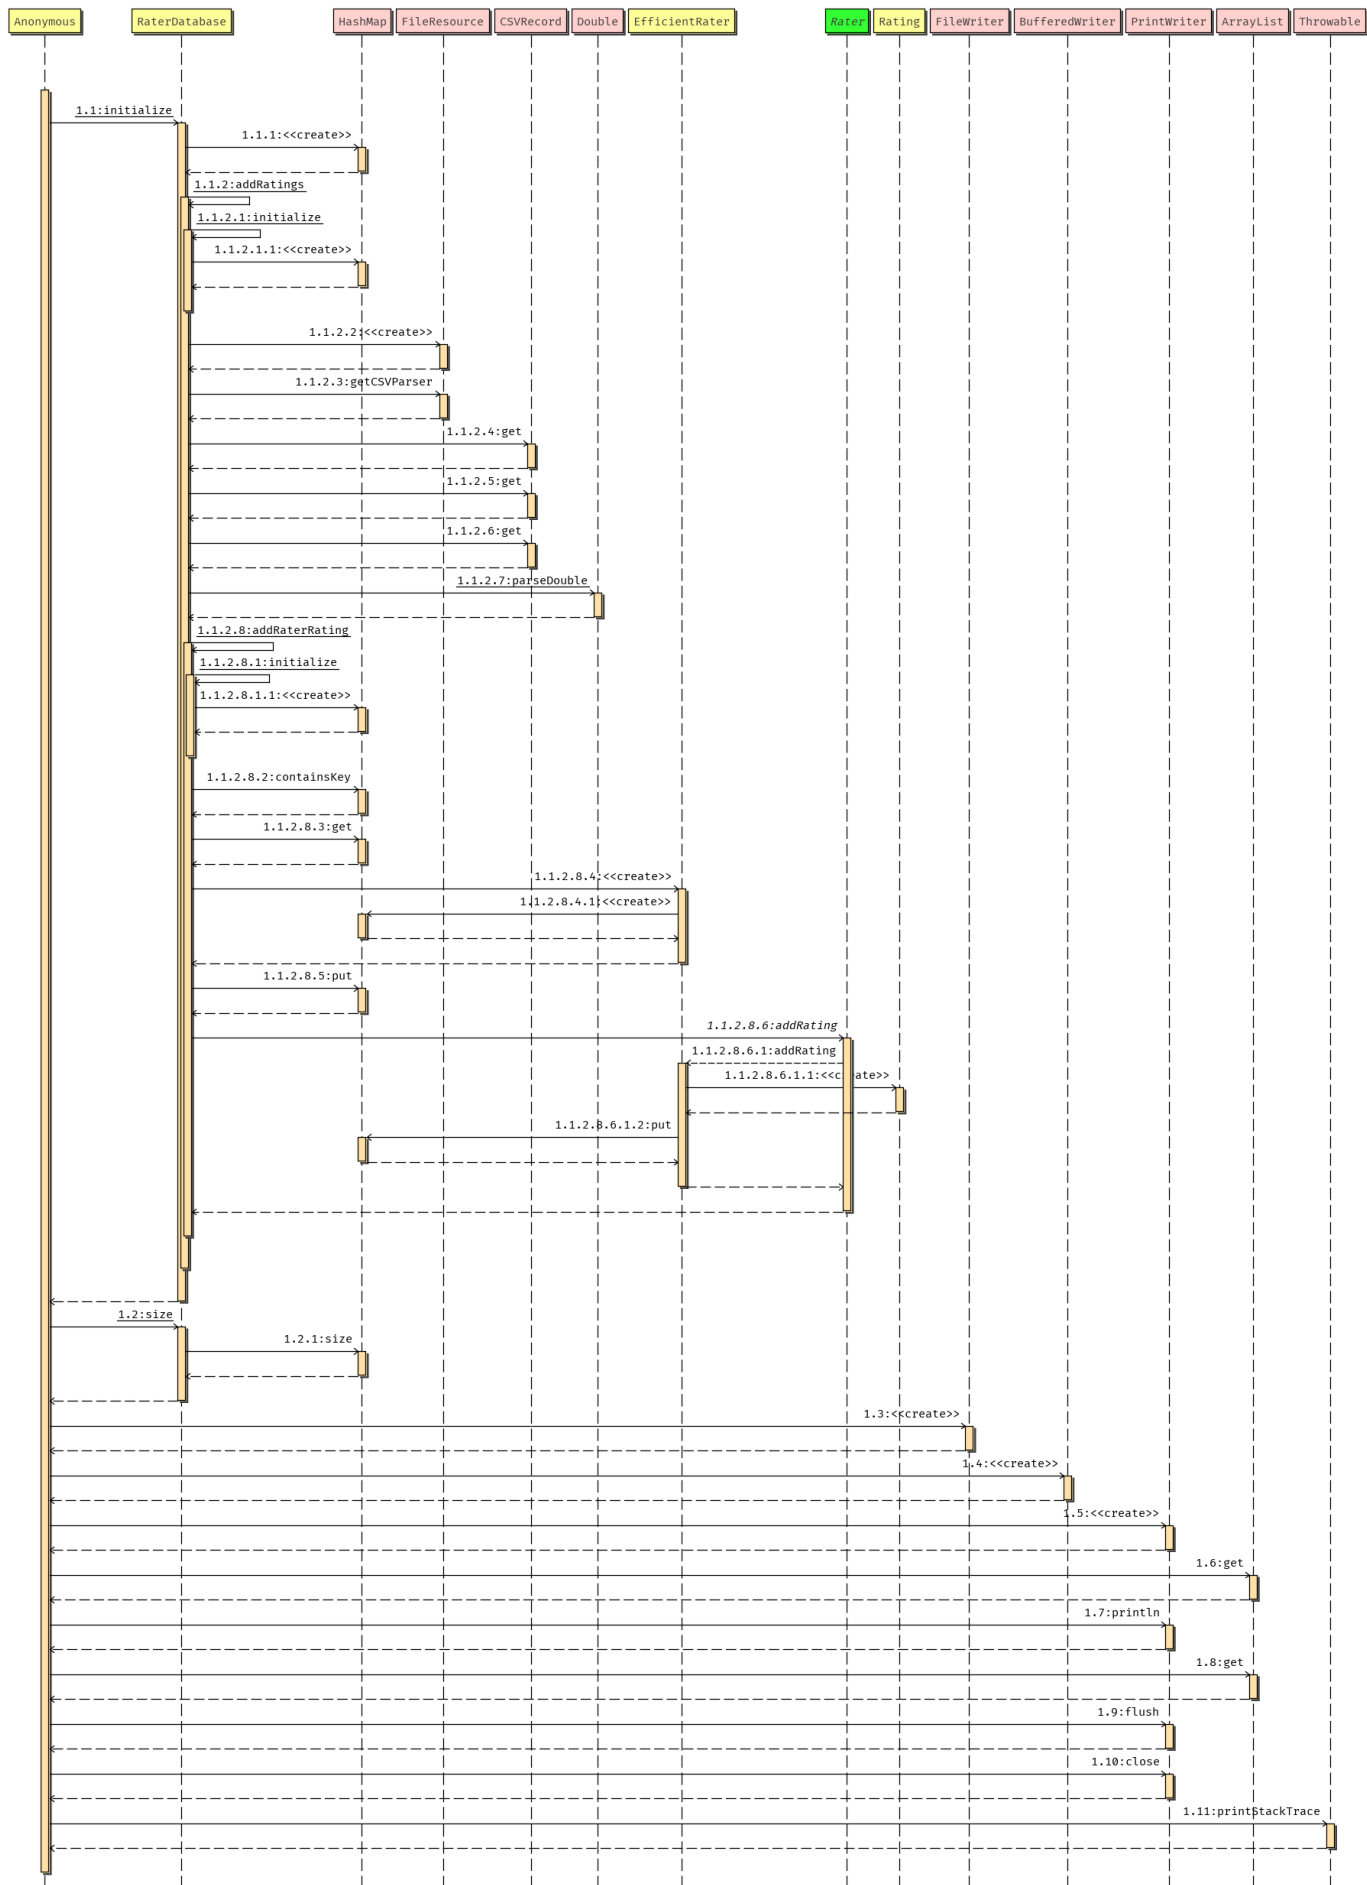 Anonymous RaterDatabase HashMap FileResource CSVRecord Double EfficientRater Rater Rating FileWriter BufferedWriter PrintWriter ArrayList Throwable
1.1:initialize
1.1.1:<<create>>
1.1.2:addRatings
1.1.2.1:initialize
1.1.2.1.1:<<create>>
1.1.2.2:<<create>>
1.1.2.3:getCSVParser
1.1.2.4:get
1.1.2.5:get
1.1.2.6:get
1.1.2.7:parseDouble
1.1.2.8:addRaterRating
1.1.2.8.1:initialize
1.1.2.8.1.1:<<create>>
1.1.2.8.2:containsKey
1.1.2.8.3:get
1.1.2.8.4:<<create>>
1.1.2.8.4.1:<<create>>
1.1.2.8.5:put
1.1.2.8.6:addRating
1.1.2.8.6.1:addRating
1.1.2.8.6.1.1:<<create>>
1.1.2.8.6.1.2:put
1.2:size
1.2.1:size
1.3:<<create>>
1.4:<<create>>
1.5:<<create>>
1.6:get
1.7:println
1.8:get
1.9:flush
1.10:close
1.11:printStackTrace